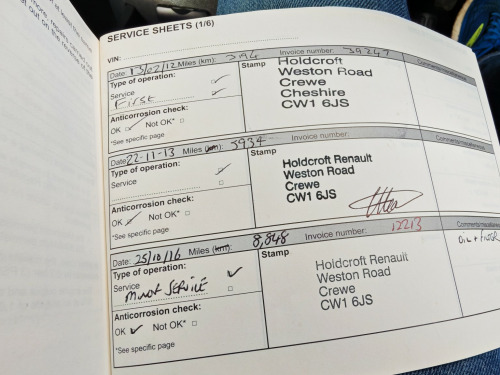 SERVICE SHEETS (1/6)
VIN:
Date: 13/02/12 Miles (km): 3194 Invoice number: 39247
Type of operation: Stamp
Service
First
Anticorrosion check:
OK Not OK*
*See specific page
Holdcroft
Weston Road
Crewe
Cheshire
CW1 6JS
Date: 22-11-13 Miles (km): 5934 Invoice number:
Type of operation: Stamp
Service
Anticorrosion check:
OK Not OK*
*See specific page
Holdcroft Renault
Weston Road
Crewe
CW1 6JS
Date: 25/10/16 Miles (km): 8,848 Invoice number: 12213
Type of operation: Stamp
Service
Anticorrosion check:
OK Not OK*
*See specific page
Holdcroft Renault
Weston Road
Crewe
CW1 6JS
OIL + FILTER